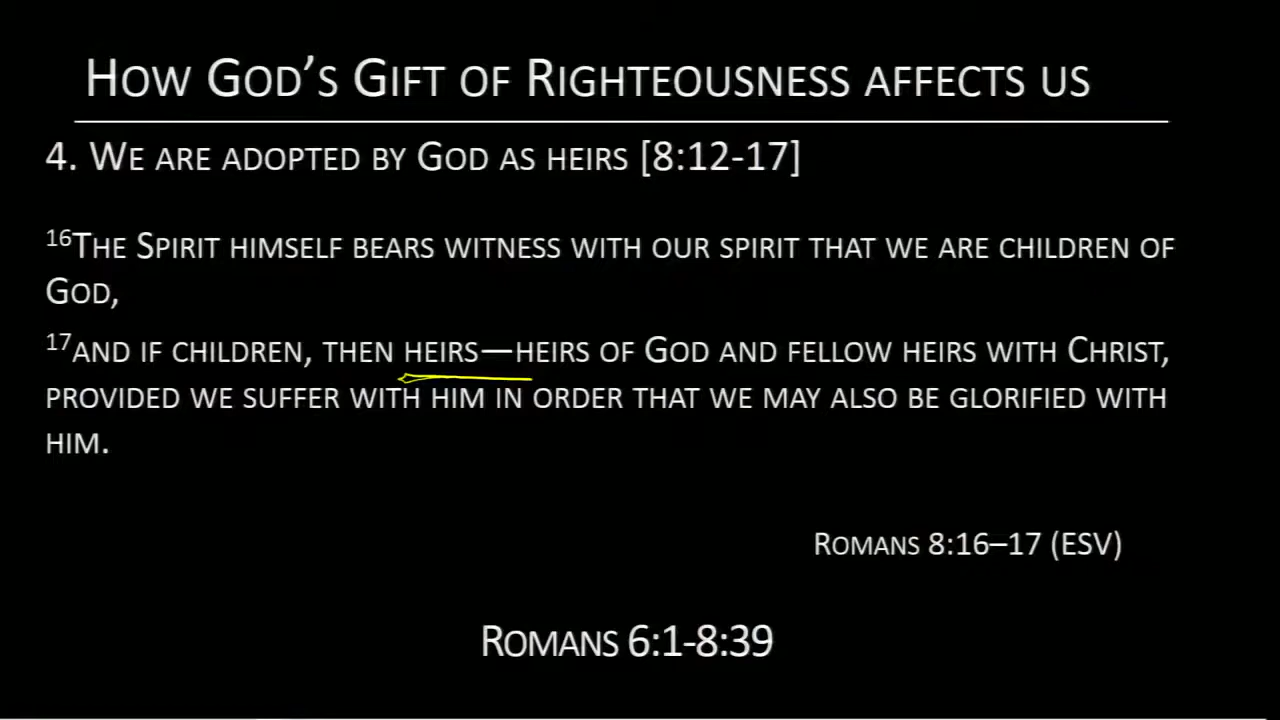 How God's Gift of Righteousness affects us
4. We are adopted by God as heirs [8:12-17]
16The Spirit himself bears witness with our spirit that we are children of
God,
17and if children, then heirs—heirs of God and fellow heirs with Christ,
provided we suffer with him in order that we may also be glorified with
him.
Romans 8:16–17 (ESV)
Romans 6:1-8:39